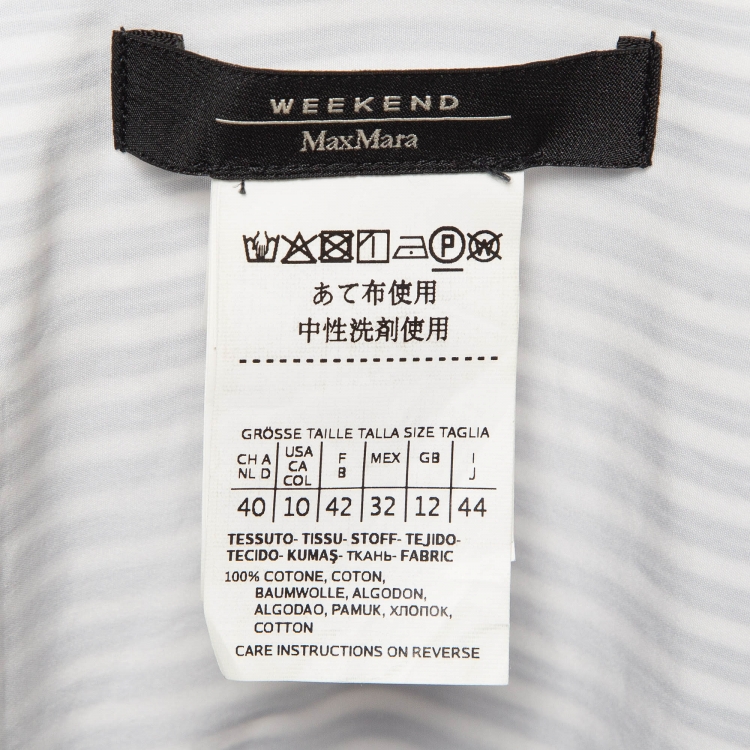 WEEKEND
MaxMara
P W
あて布使用
中性洗剤使用
GRÖSSE TAILLE TALLA SIZE TAGLIA
CH A NL D USA CA COL F B MEX GB I J
40 10 42 32 12 44
TESSUTO- TISSU- STOFF- TEJIDO-
TECIDO- KUMAŞ- ТКАНЬ- FABRIC
100% COTONE, COTON,
BAUMWOLLE, ALGODON,
ALGODAO, PAMUK, ХЛОПОК,
COTTON
CARE INSTRUCTIONS ON REVERSE